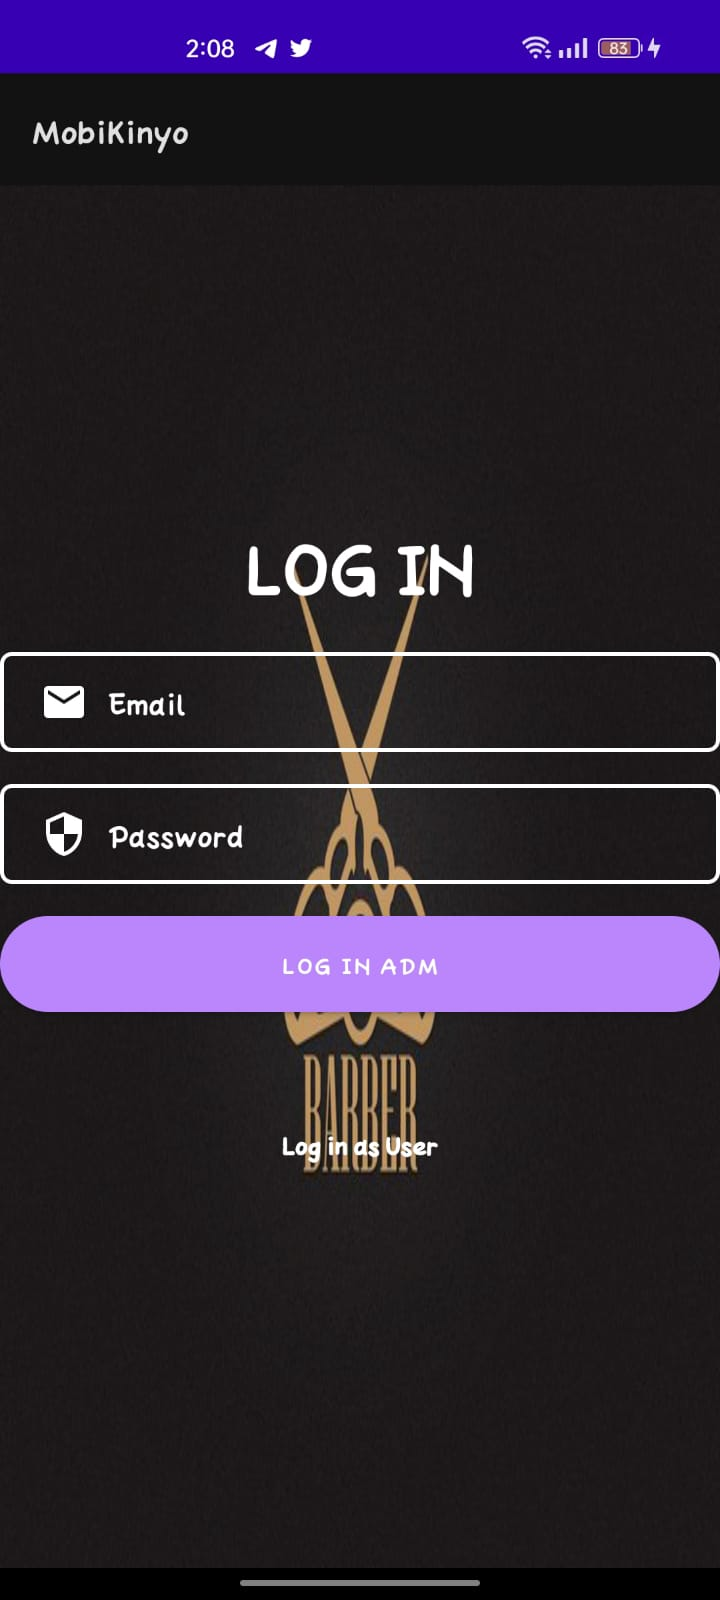 2:08
83
MobiKinyo
LOG IN
Email
Password
LOG IN ADM
BARBER
Log in as User